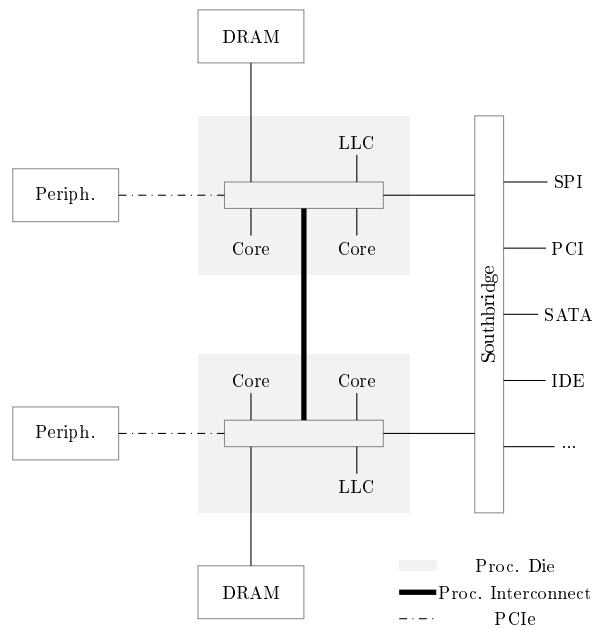 DRAM
LLC
Periph.
SPI
Core
Core
PCI
Southbridge
SATA
Core
Core
IDE
Periph.
...
LLC
Proc. Die
DRAM
Proc. Interconnect
PCIe